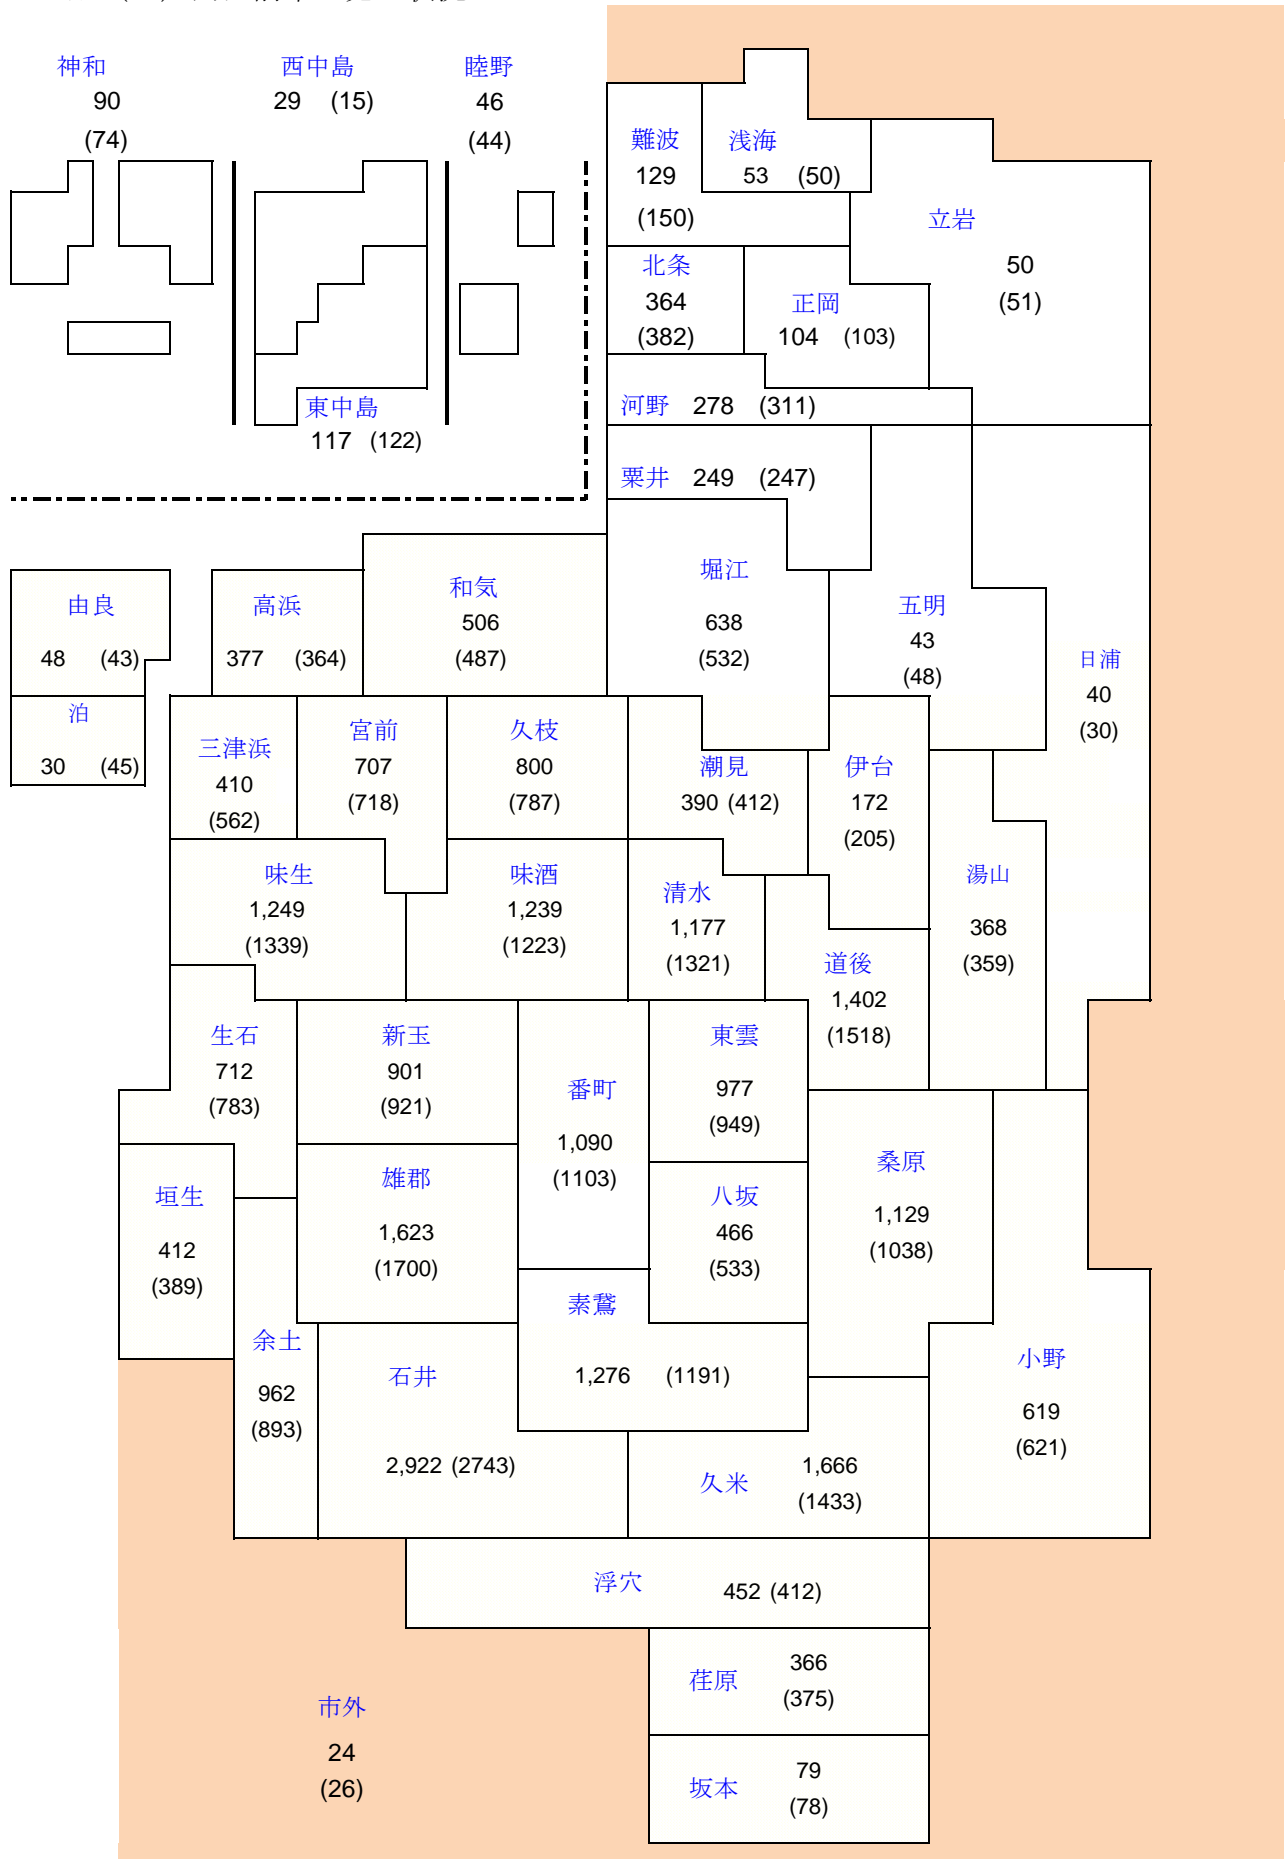 神和
90
(74)
西中島
29 (15)
睦野
46
(44)
東中島
117 (122)
難波
129
(150)
浅海
53 (50)
立岩
50
(51)
北条
364
(382)
正岡
104 (103)
河野 278 (311)
粟井 249 (247)
由良
48 (43)
泊
30 (45)
高浜
377 (364)
和気
506
(487)
堀江
638
(532)
五明
43
(48)
日浦
40
(30)
三津浜
410
(562)
宮前
707
(718)
久枝
800
(787)
潮見
390 (412)
伊台
172
(205)
湯山
368
(359)
味生
1,249
(1339)
味酒
1,239
(1223)
清水
1,177
(1321)
道後
1,402
(1518)
生石
712
(783)
新玉
901
(921)
番町
1,090
(1103)
東雲
977
(949)
垣生
412
(389)
雄郡
1,623
(1700)
八坂
466
(533)
桑原
1,129
(1038)
余土
962
(893)
石井
2,922 (2743)
素鵞
1,276 (1191)
小野
619
(621)
久米 1,666
(1433)
浮穴 452 (412)
荏原 366
(375)
坂本 79
(78)
市外
24
(26)